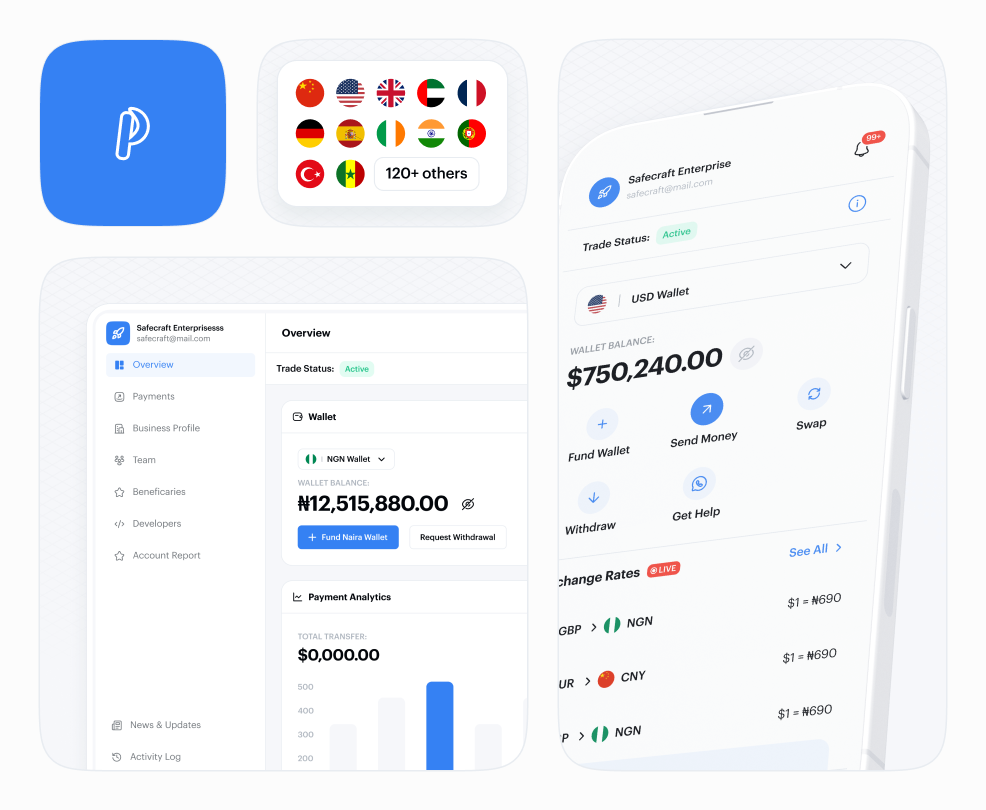 120+ others
Safecraft Enterprisesss
safecraft@mail.com
Overview
Payments
Business Profile
Team
Beneficaries
Developers
Account Report
News & Updates
Activity Log
Overview
Trade Status: Active
Wallet
NGN Wallet
WALLET BALANCE:
₦12,515,880.00
+ Fund Naira Wallet
Request Withdrawal
Payment Analytics
TOTAL TRANSFER:
$0,000.00
500
400
300
200
99+
Safecraft Enterprise
safecraft@mail.com
Trade Status: Active
USD Wallet
WALLET BALANCE:
$750,240.00
Fund Wallet
Send Money
Swap
Withdraw
Get Help
change Rates LIVE
See All >
GBP > NGN
$1 = ₦690
UR > CNY
$1 = ₦690
P > NGN
$1 = ₦690